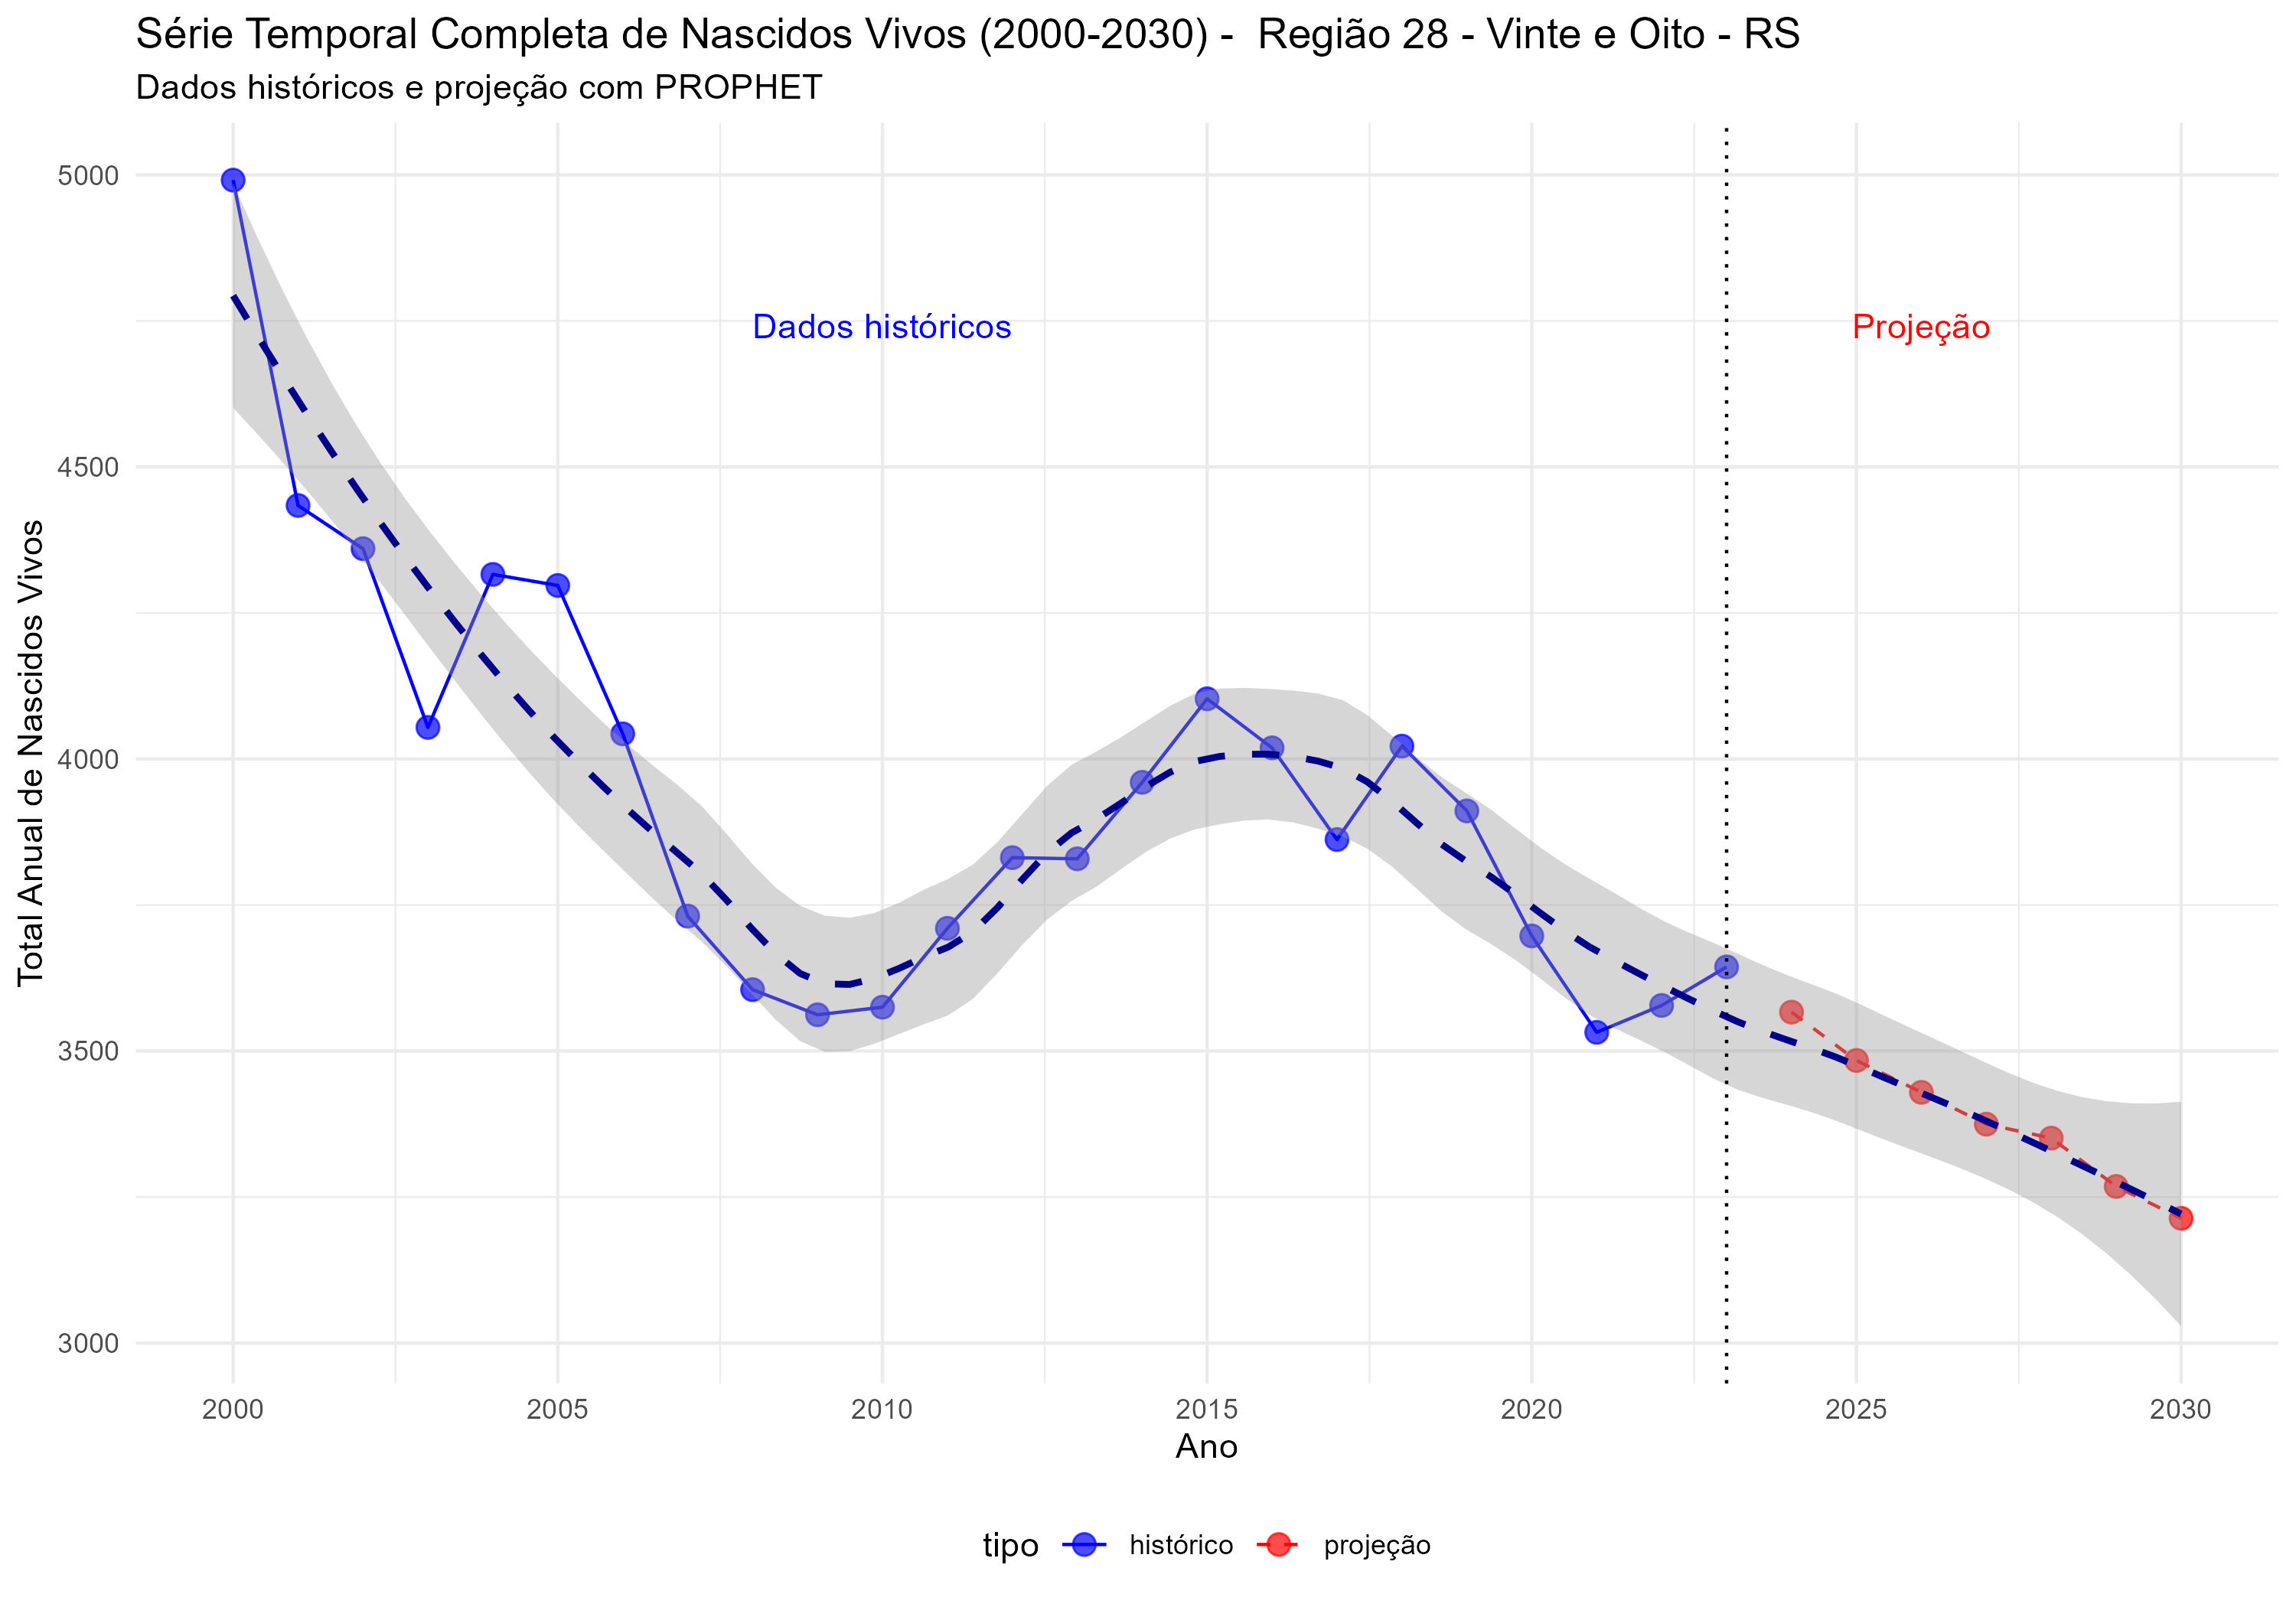 Série Temporal Completa de Nascidos Vivos (2000-2030) -  Região 28 - Vinte e Oito - RS
Dados históricos e projeção com PROPHET
Total Anual de Nascidos Vivos
5000
4500
4000
3500
3000
Dados históricos
Projeção
2000
2005
2010
2015
2020
2025
2030
Ano
tipo
histórico
projeção